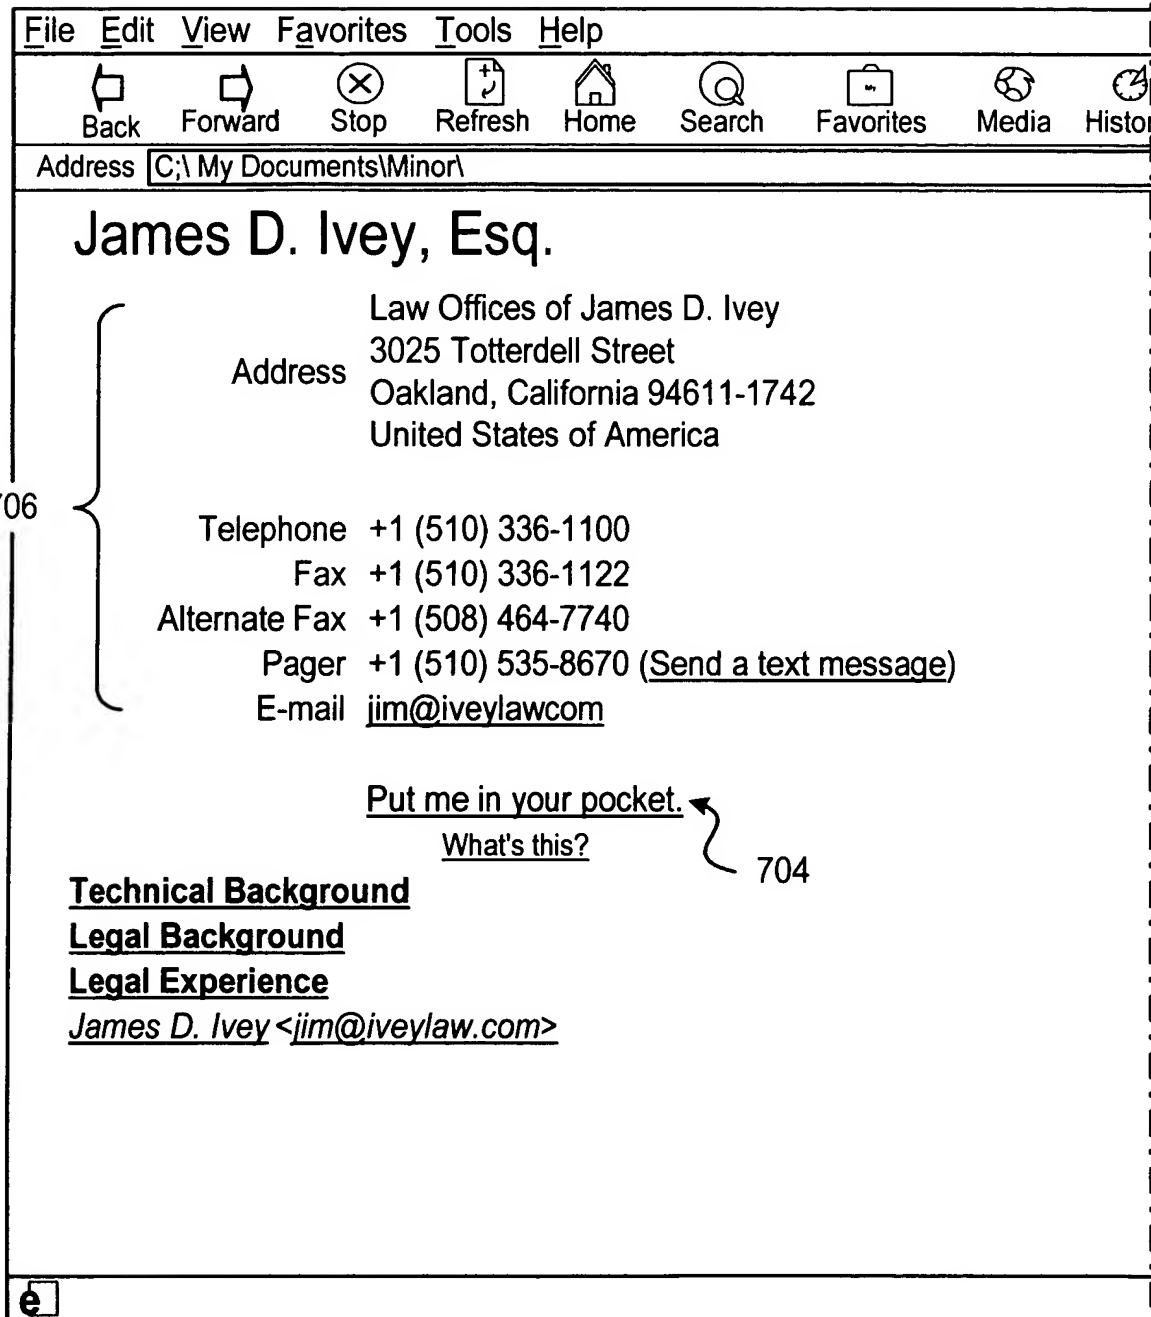 File Edit View Favorites Tools Help
Back Forward Stop Refresh Home Search Favorites Media Histor
Address C;\ My Documents\Minor\
James D. Ivey, Esq.
Law Offices of James D. Ivey
3025 Totterdell Street
Address
Oakland, California 94611-1742
United States of America
706
Telephone +1 (510) 336-1100
Fax +1 (510) 336-1122
Alternate Fax +1 (508) 464-7740
Pager +1 (510) 535-8670 (Send a text message)
E-mail jim@iveylawcom
Put me in your pocket.
What's this?
704
Technical Background
Legal Background
Legal Experience
James D. Ivey <jim@iveylaw.com>
e